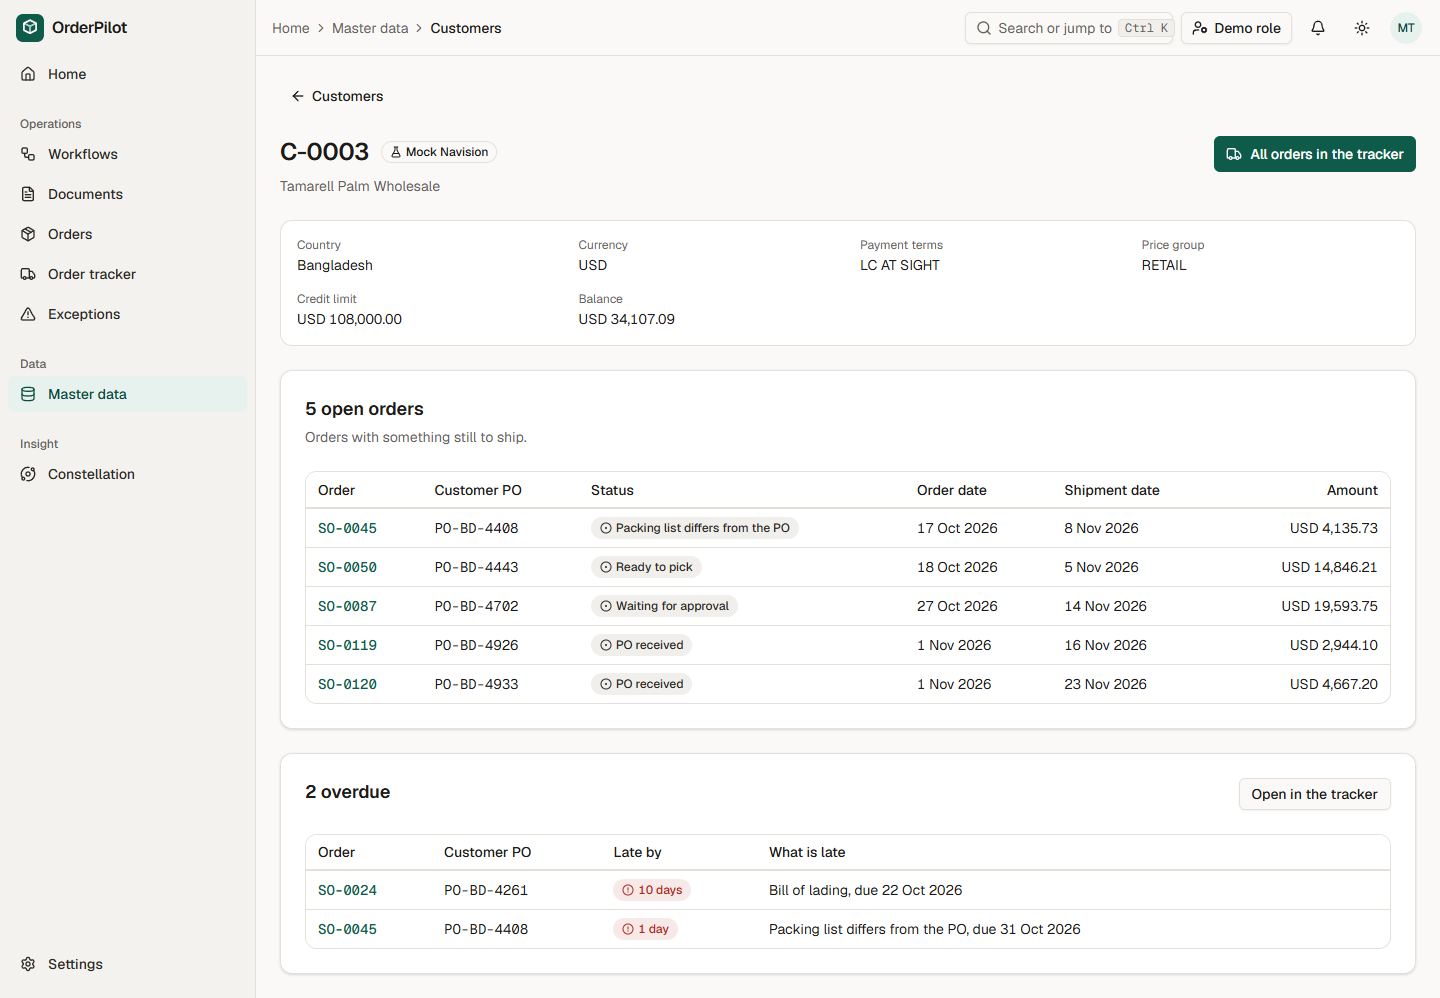 OrderPilot
Home
Operations
Workflows
Documents
Orders
Order tracker
Exceptions
Data
Master data
Insight
Constellation
Settings
Home > Master data > Customers
Search or jump to Ctrl K
Demo role
MT
Customers
C-0003 Mock Navision
All orders in the tracker
Tamarell Palm Wholesale
Country Currency Payment terms Price group
Bangladesh USD LC AT SIGHT RETAIL
Credit limit Balance
USD 108,000.00 USD 34,107.09
5 open orders
Orders with something still to ship.
Order Customer PO Status Order date Shipment date Amount
SO-0045 PO-BD-4408 Packing list differs from the PO 17 Oct 2026 8 Nov 2026 USD 4,135.73
SO-0050 PO-BD-4443 Ready to pick 18 Oct 2026 5 Nov 2026 USD 14,846.21
SO-0087 PO-BD-4702 Waiting for approval 27 Oct 2026 14 Nov 2026 USD 19,593.75
SO-0119 PO-BD-4926 PO received 1 Nov 2026 16 Nov 2026 USD 2,944.10
SO-0120 PO-BD-4933 PO received 1 Nov 2026 23 Nov 2026 USD 4,667.20
2 overdue
Open in the tracker
Order Customer PO Late by What is late
SO-0024 PO-BD-4261 10 days Bill of lading, due 22 Oct 2026
SO-0045 PO-BD-4408 1 day Packing list differs from the PO, due 31 Oct 2026